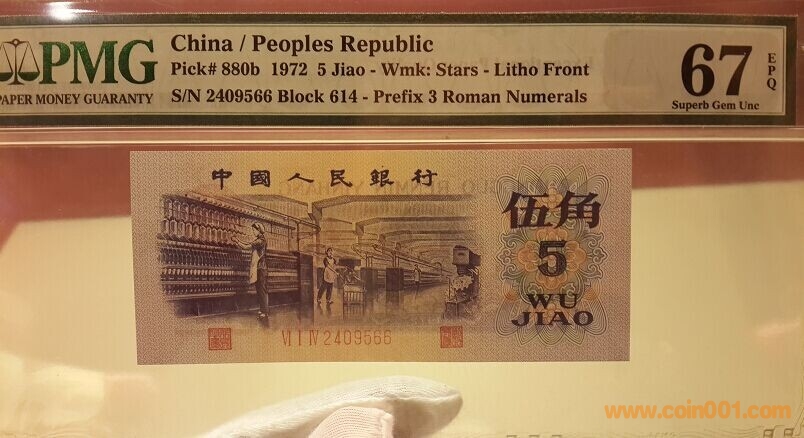 PMG
PAPER MONEY GUARANTY
China / Peoples Republic
Pick# 880b 1972 5 Jiao - Wmk: Stars - Litho Front
S/N 2409566 Block 614 - Prefix 3 Roman Numerals
67
EPQ
Superb Gem Unc
中國人民銀行
伍角
5
WU
JIAO
VI I IV 2409566
www.coin001.com